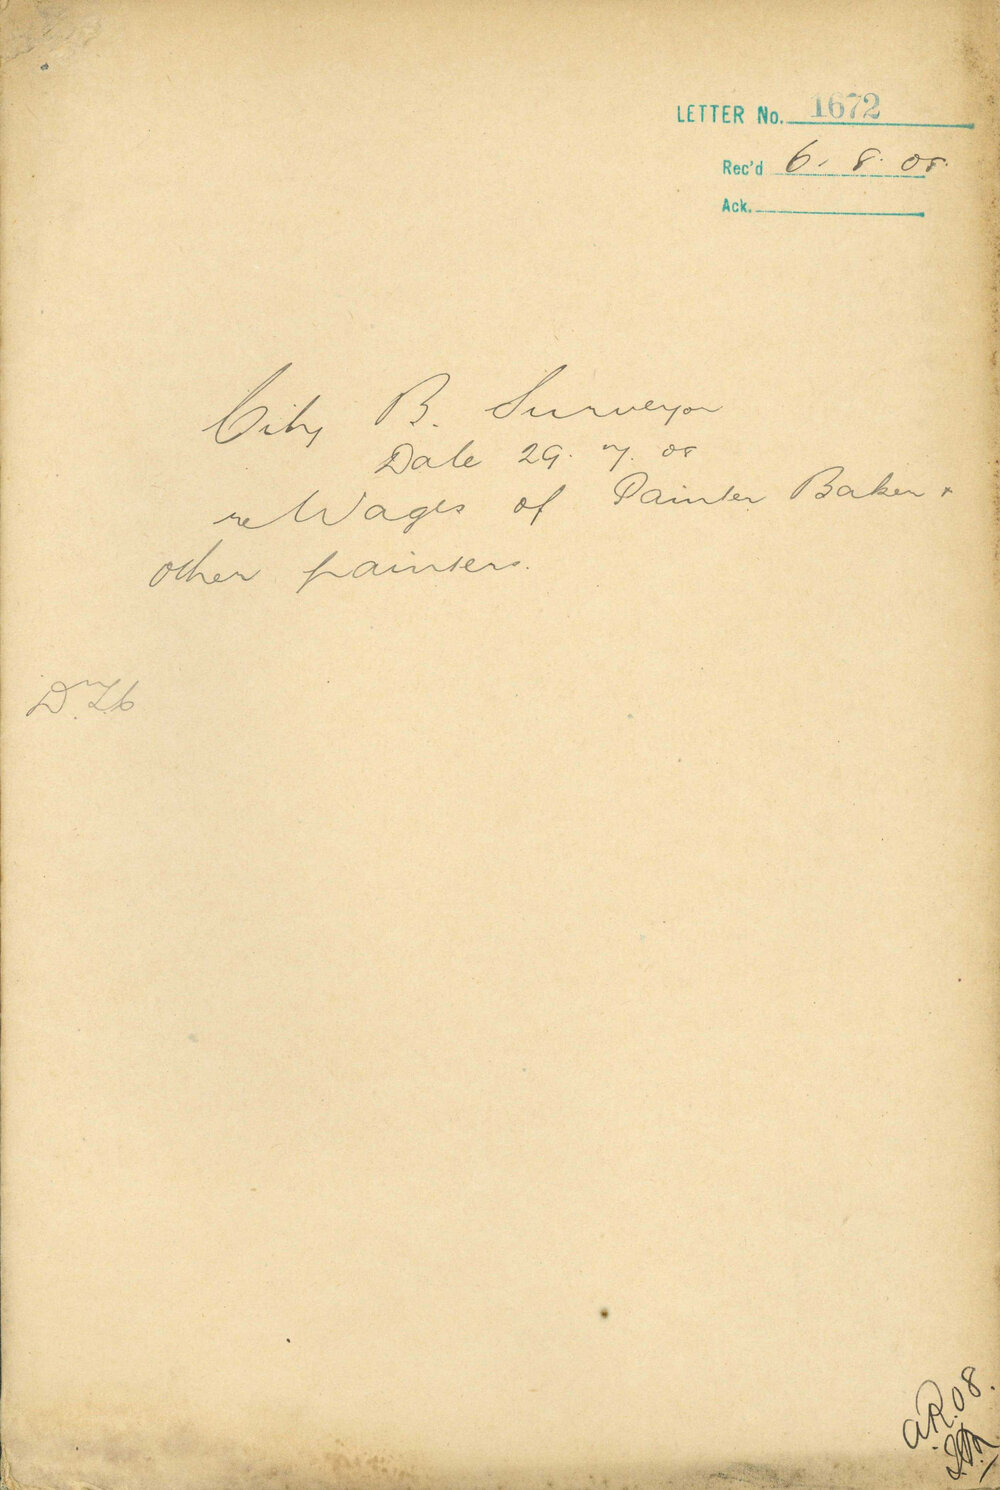 LETTER No. 1672
Rec'd 6. 8. 08.
Ack.
City B. Surveyor
Date 29. 7. 08
re Wages of Painter Baker +
other painters.
A.R. 08.